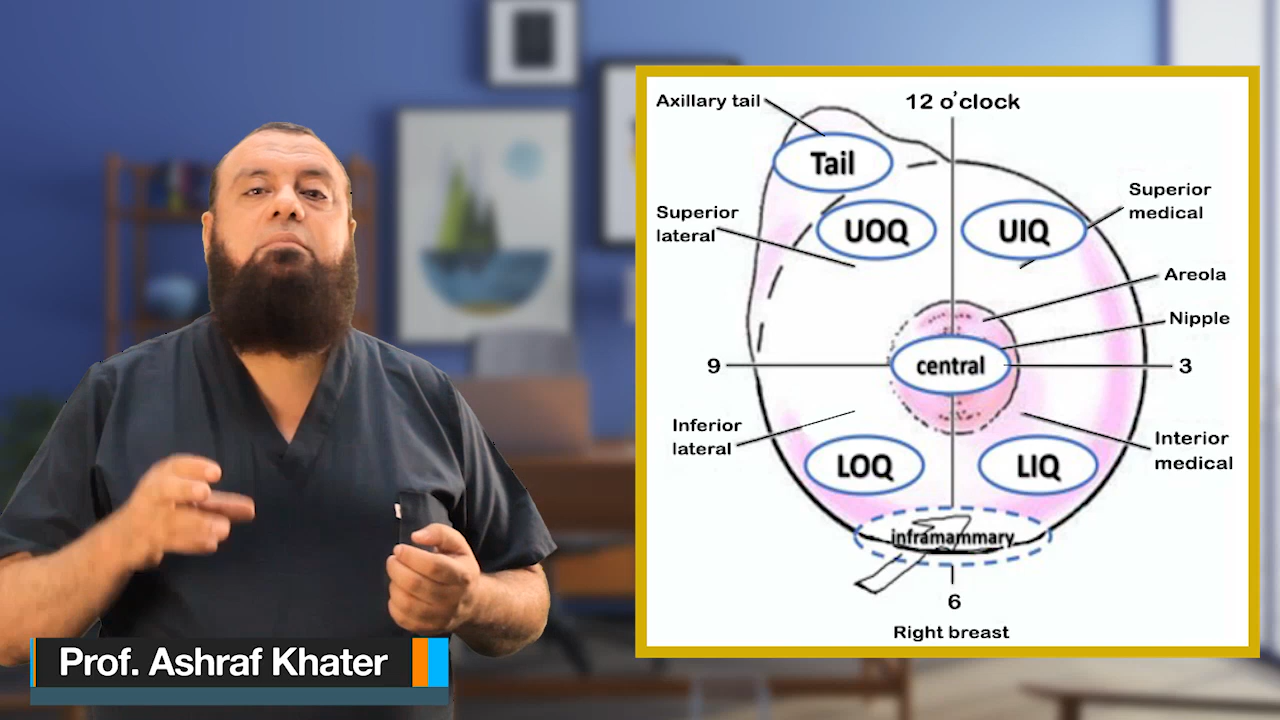 Axillary tail
12 o'clock
Tail
Superior
lateral
UOQ
UIQ
Superior
medical
Areola
Nipple
9
central
3
Inferior
lateral
LOQ
LIQ
Interior
medical
inframammary
6
Right breast
Prof. Ashraf Khater